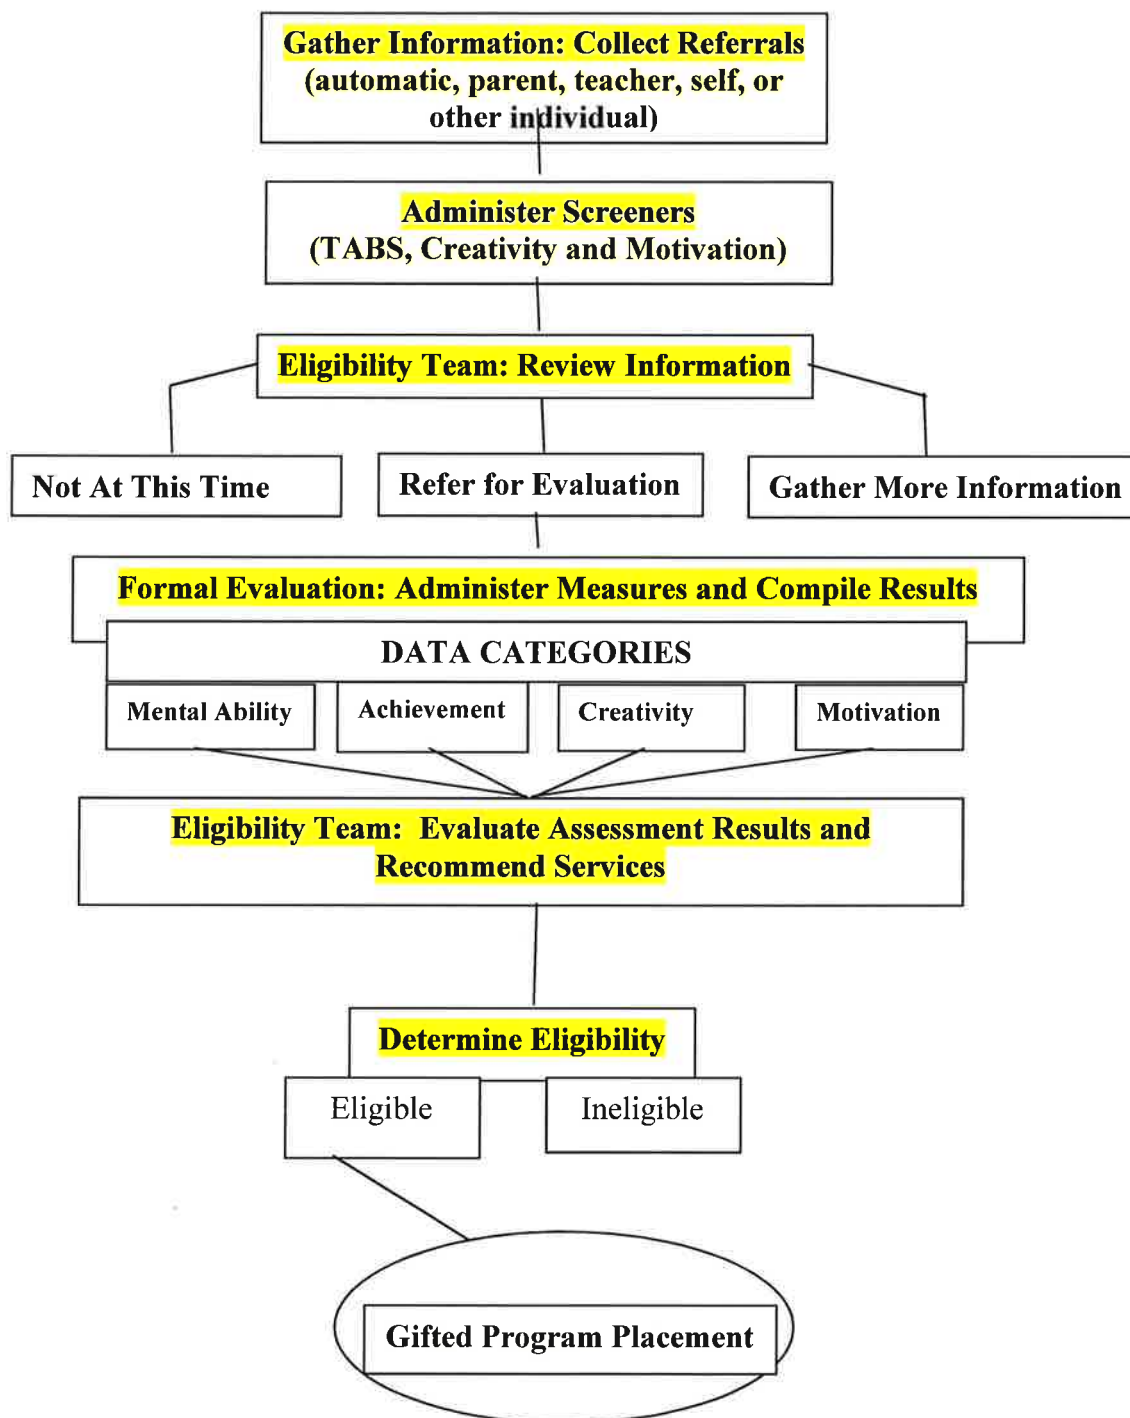 Gather Information: Collect Referrals
(automatic, parent, teacher, self, or
other individual)
Administer Screeners
(TABS, Creativity and Motivation)
Eligibility Team: Review Information
Not At This Time
Refer for Evaluation
Gather More Information
Formal Evaluation: Administer Measures and Compile Results
DATA CATEGORIES
Mental Ability
Achievement
Creativity
Motivation
Eligibility Team:  Evaluate Assessment Results and
Recommend Services
Determine Eligibility
Eligible
Ineligible
Gifted Program Placement